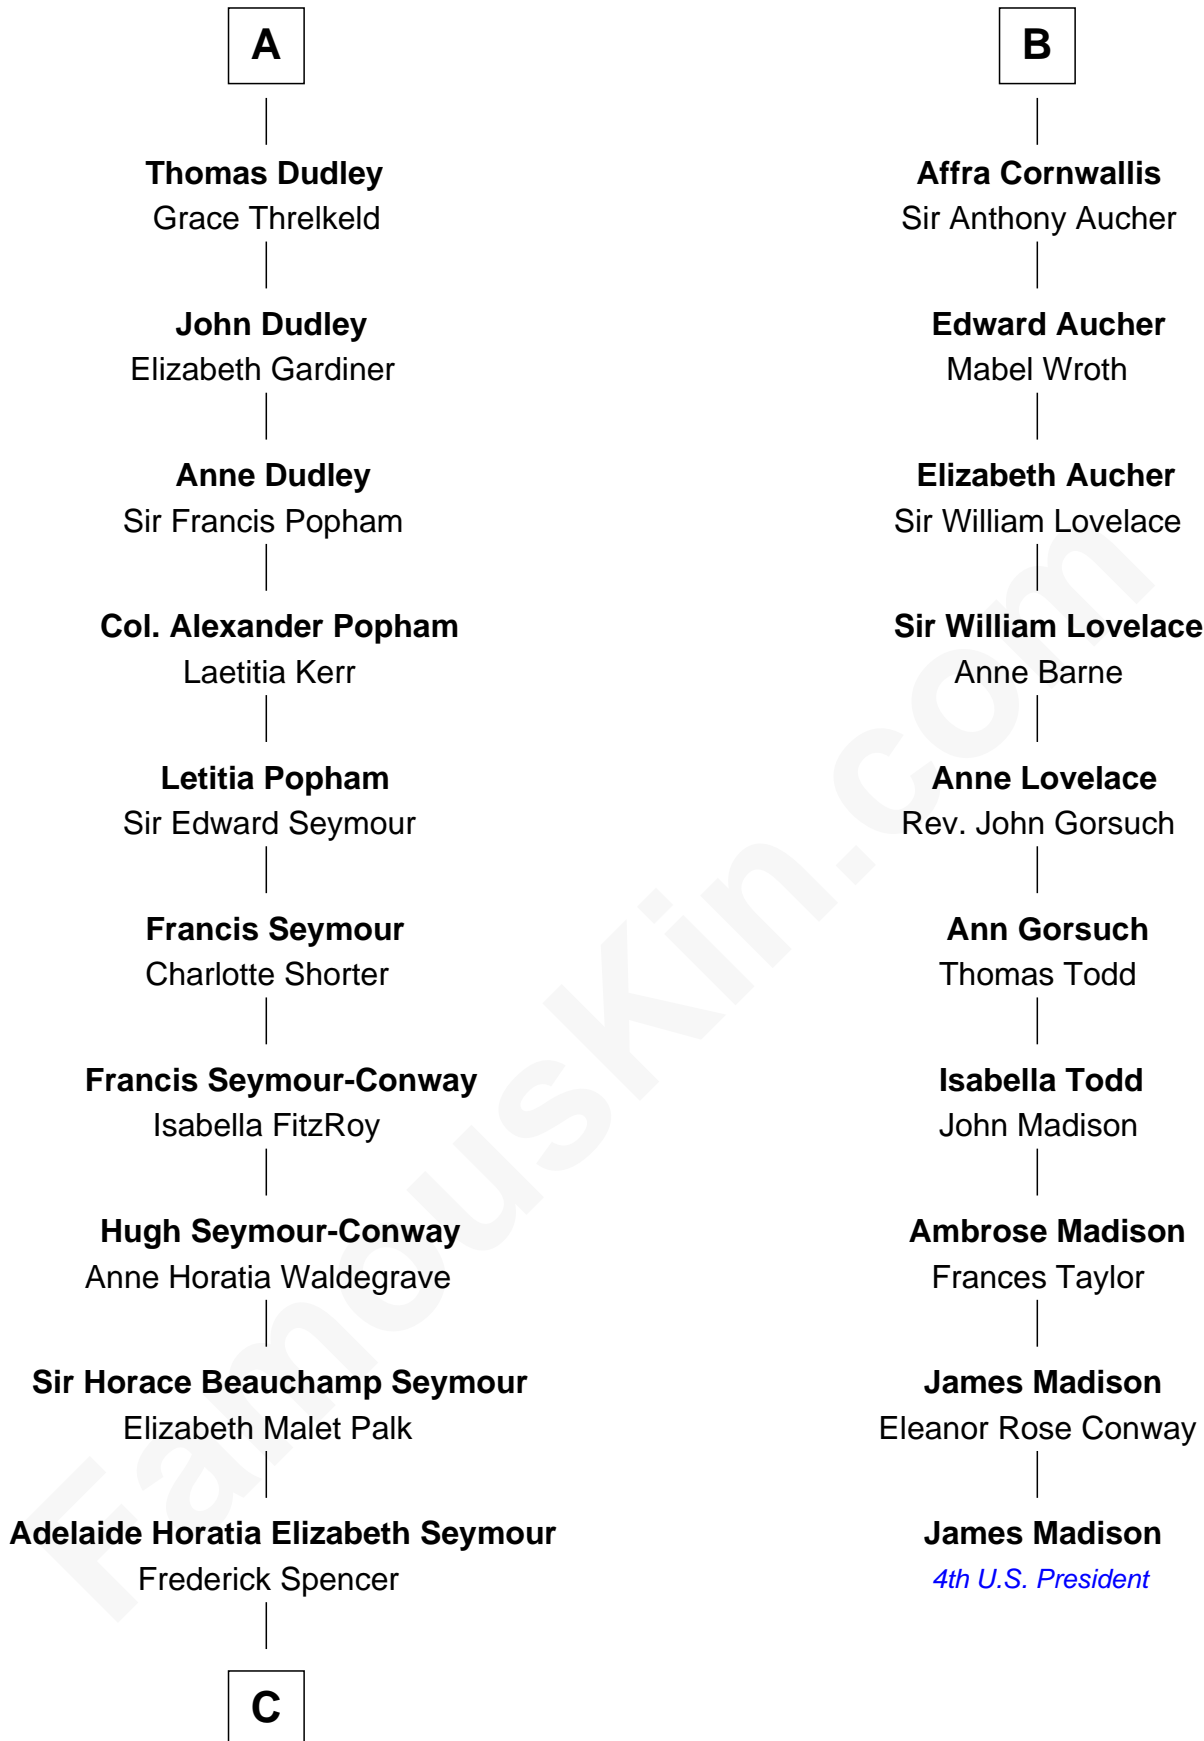 A
Thomas Dudley
Grace Threlkeld
John Dudley
Elizabeth Gardiner
Anne Dudley
Sir Francis Popham
Col. Alexander Popham
Laetitia Kerr
Letitia Popham
Sir Edward Seymour
Francis Seymour
Charlotte Shorter
Francis Seymour-Conway
Isabella FitzRoy
Hugh Seymour-Conway
Anne Horatia Waldegrave
Sir Horace Beauchamp Seymour
Elizabeth Malet Palk
Adelaide Horatia Elizabeth Seymour
Frederick Spencer
C
B
Affra Cornwallis
Sir Anthony Aucher
Edward Aucher
Mabel Wroth
Elizabeth Aucher
Sir William Lovelace
Sir William Lovelace
Anne Barne
Anne Lovelace
Rev. John Gorsuch
Ann Gorsuch
Thomas Todd
Isabella Todd
John Madison
Ambrose Madison
Frances Taylor
James Madison
Eleanor Rose Conway
James Madison
4th U.S. President
FamousKin.com